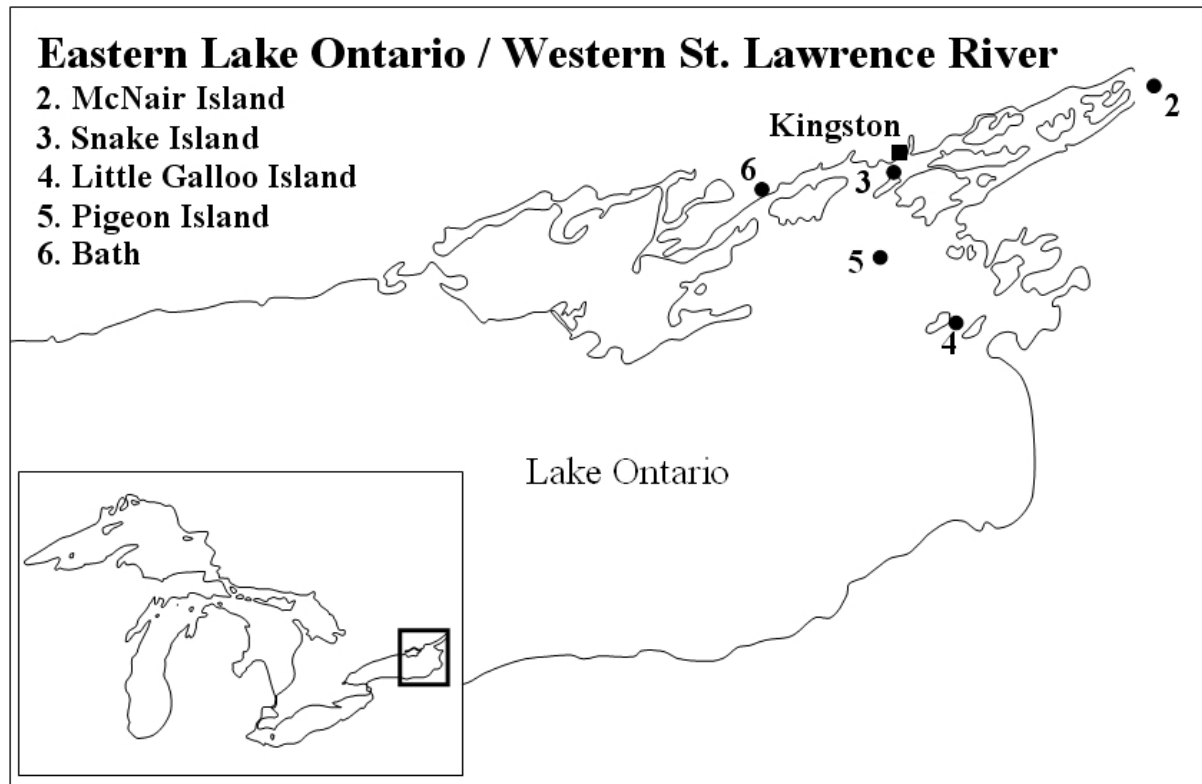 Eastern Lake Ontario / Western St. Lawrence River
2. McNair Island
3. Snake Island
4. Little Galloo Island
5. Pigeon Island
6. Bath
2
Kingston
3
6
5
4
Lake Ontario